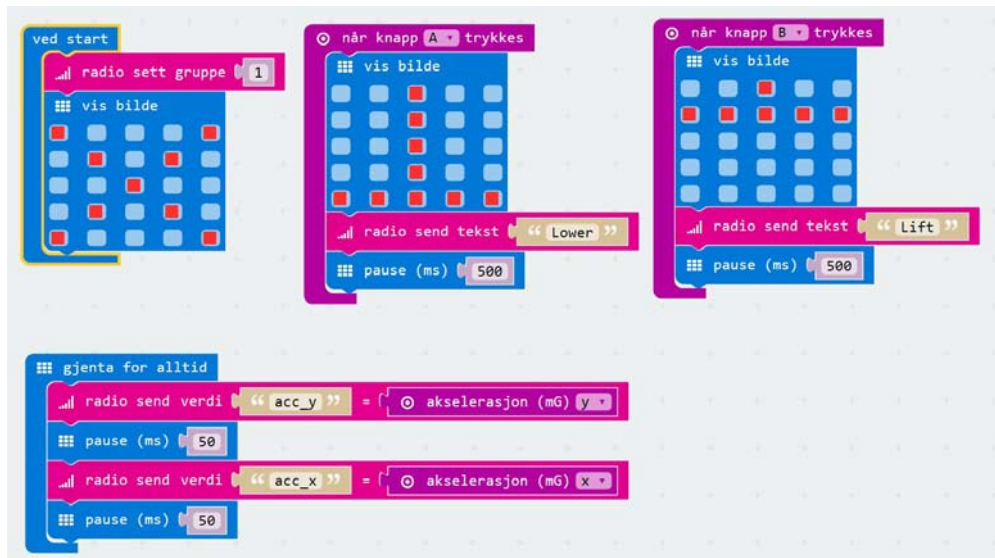 ved start
radio sett gruppe 1
vis bilde
når knapp A trykkes
vis bilde
radio send tekst “ Lower ”
pause (ms) 500
når knapp B trykkes
vis bilde
radio send tekst “ Lift ”
pause (ms) 500
gjenta for alltid
radio send verdi “ acc_y ” = akselerasjon (mG) y
pause (ms) 50
radio send verdi “ acc_x ” = akselerasjon (mG) x
pause (ms) 50